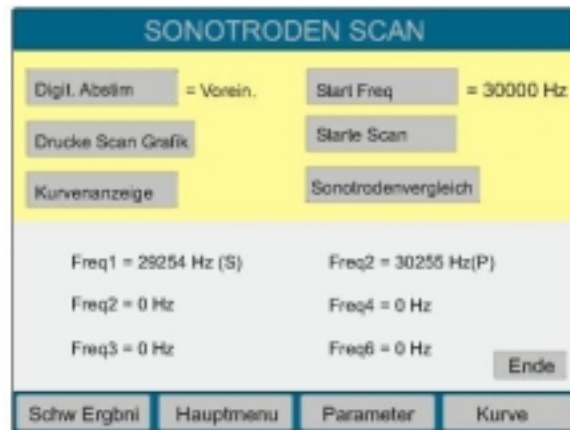 SONOTRODEN SCAN
Digit. Abstim = Vorein. Start Freq = 30000 Hz
Drucke Scan Grafik Starte Scan
Kurvenanzeige Sonotrodenvergleich
Freq1 = 29254 Hz (S) Freq2 = 30255 Hz(P)
Freq2 = 0 Hz Freq4 = 0 Hz
Freq3 = 0 Hz Freq6 = 0 Hz
Ende
Schw Ergbni Hauptmenu Parameter Kurve